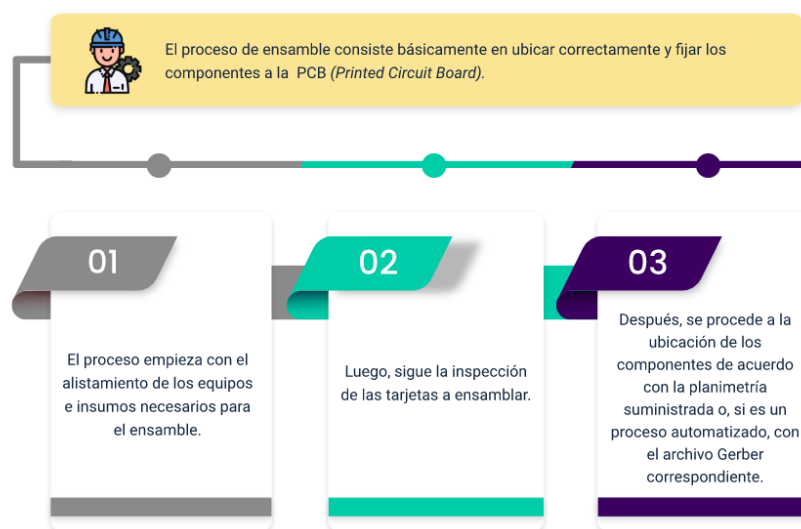 El proceso de ensamble consiste básicamente en ubicar correctamente y fijar los
componentes a la PCB (Printed Circuit Board).
01
El proceso empieza con el
alistamiento de los equipos
e insumos necesarios para
el ensamble.
02
Luego, sigue la inspección
de las tarjetas a ensamblar.
03
Después, se procede a la
ubicación de los
componentes de acuerdo
con la planimetría
suministrada o, si es un
proceso automatizado, con
el archivo Gerber
correspondiente.